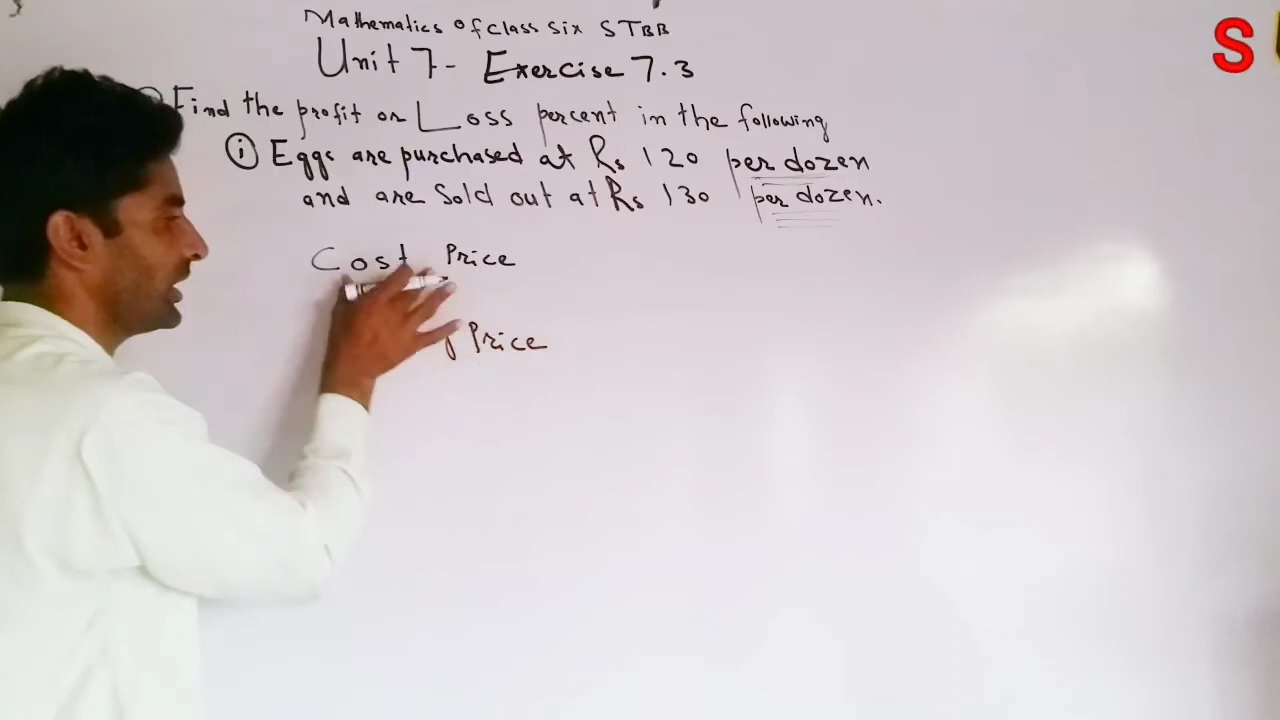 Mathematics of class six STBB
Unit 7 - Exercise 7.3
Find the profit or Loss percent in the following
i Eggs are purchased at Rs 120 per dozen
and are Sold out at Rs 130 per dozen.
Cost Price
Price
S